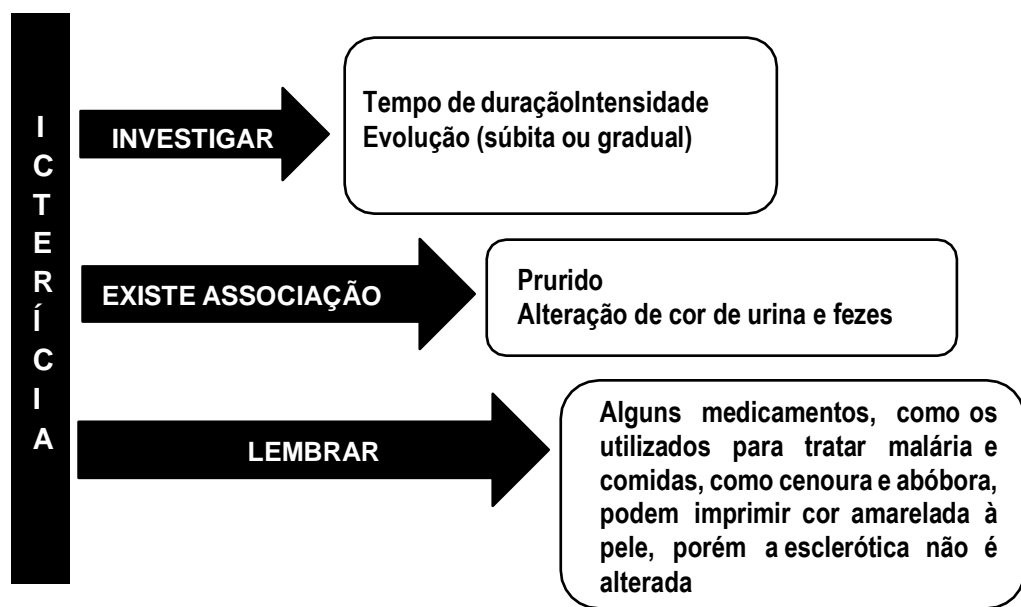 ICTERÍCIA
INVESTIGAR
Tempo de duraçãoIntensidade
Evolução (súbita ou gradual)
EXISTE ASSOCIAÇÃO
Prurido
Alteração de cor de urina e fezes
LEMBRAR
Alguns medicamentos, como os
utilizados para tratar malária e
comidas, como cenoura e abóbora,
podem imprimir cor amarelada à
pele, porém a esclerótica não é
alterada